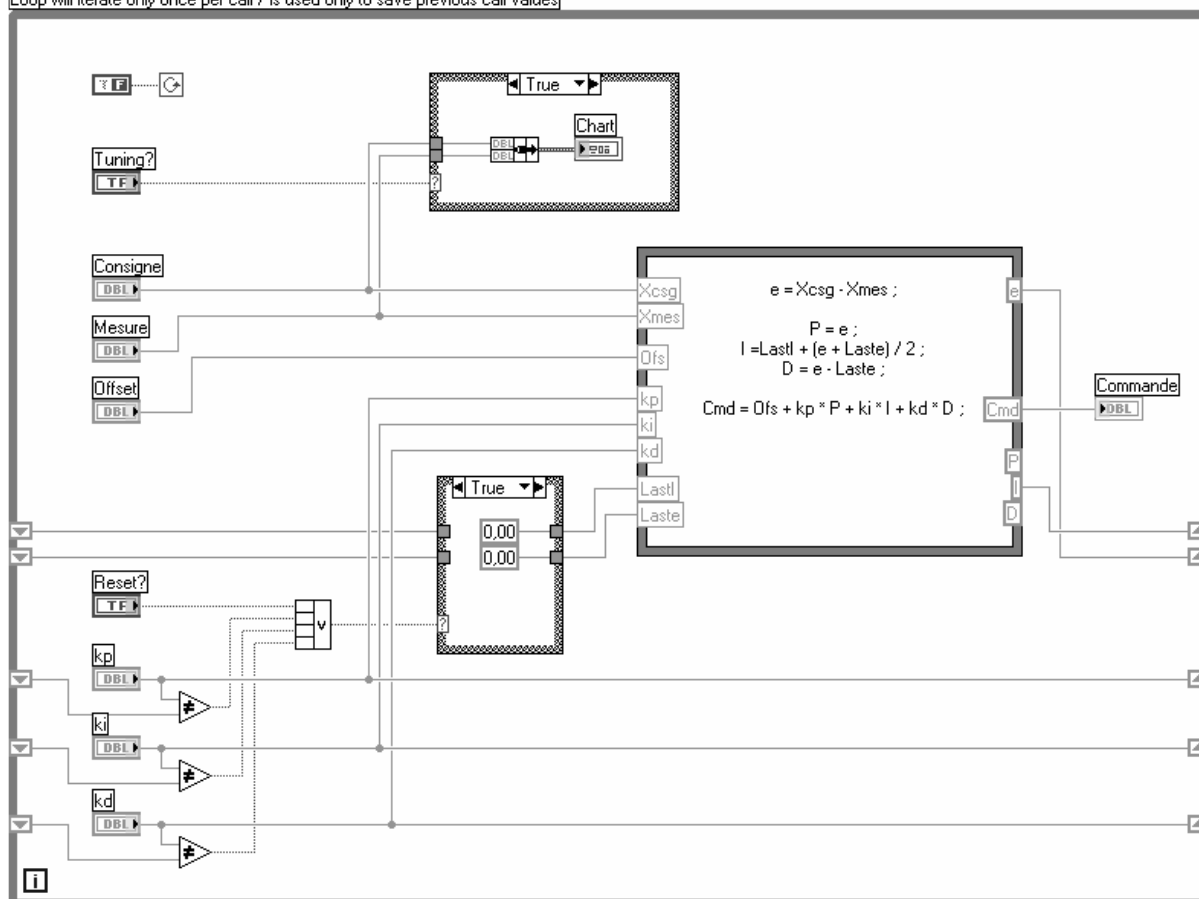 Loop will iterate only once per call / is used only to save previous call values
F
True
Chart
DBL
DBL
Tuning?
TF
?
Consigne
DBL
Xcsg
e = Xcsg - Xmes ;
e
Mesure
DBL
Xmes
P = e ;
I =LastI + (e + Laste) / 2 ;
D = e - Laste ;
Offset
DBL
Ofs
kp
ki
kd
Cmd = Ofs + kp * P + ki * I + kd * D ;
Cmd
Commande
DBL
P
I
D
True
LastI
Laste
0,00
0,00
Reset?
TF
V
?
kp
DBL
≠
ki
DBL
≠
kd
DBL
≠
i